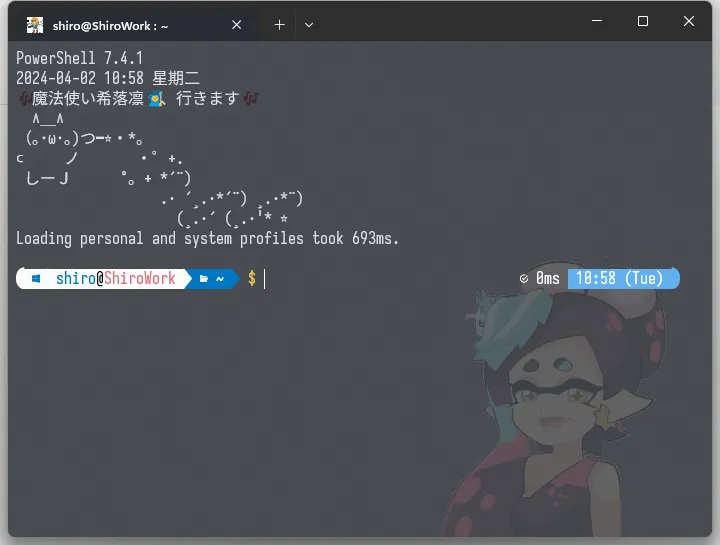 shiro@ShiroWork : ~
PowerShell 7.4.1
2024-04-02 10:58 星期二
🎶魔法使い希落凛🧙‍♂️ 行きます🎶
∧＿∧
(｡･ω･｡)つ━☆・*。
⊂　　 ノ 　　　・゜+.
しーＪ　　　°。+ *´¨)
.· ´¸.·*´¨) ¸.·*¨)
(¸.·´ (¸.·'* ☆
Loading personal and system profiles took 693ms.
shiro@ShiroWork ~ $ 0ms 10:58 (Tue)